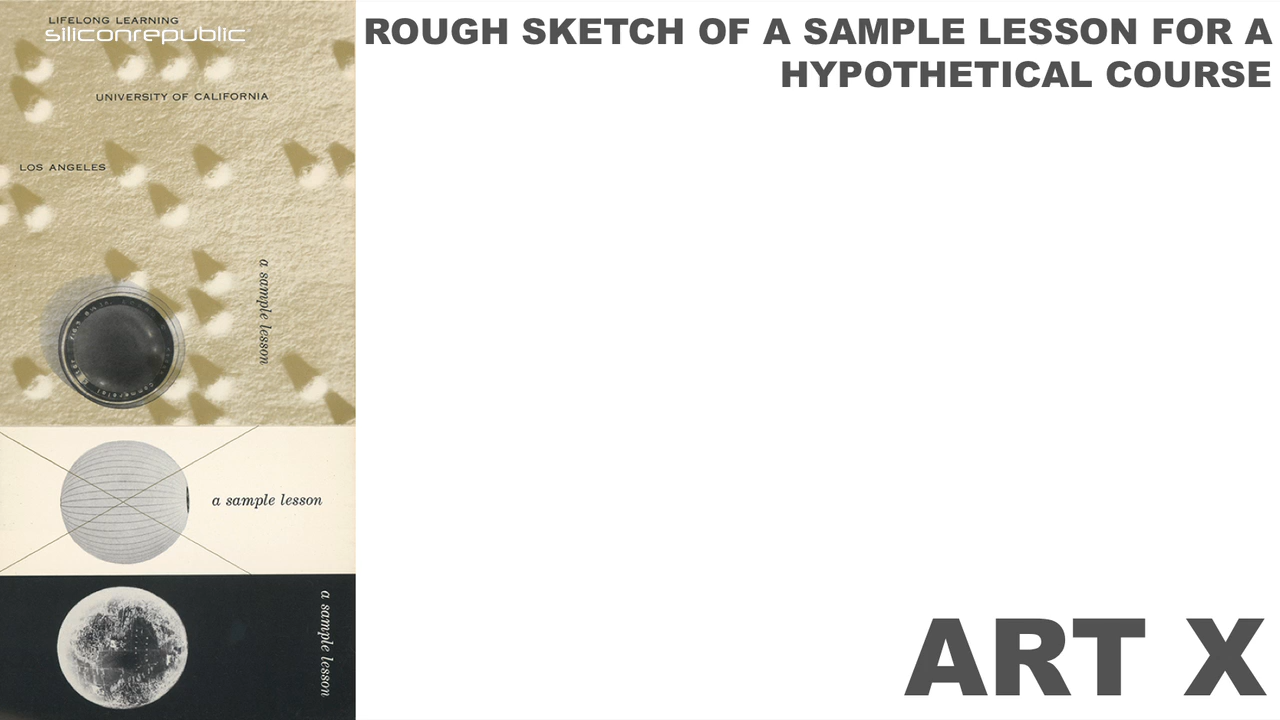 LIFELONG LEARNING
siliconrepublic
UNIVERSITY OF CALIFORNIA
LOS ANGELES
a sample lesson
a sample lesson
a sample lesson
ROUGH SKETCH OF A SAMPLE LESSON FOR A
HYPOTHETICAL COURSE
ART X